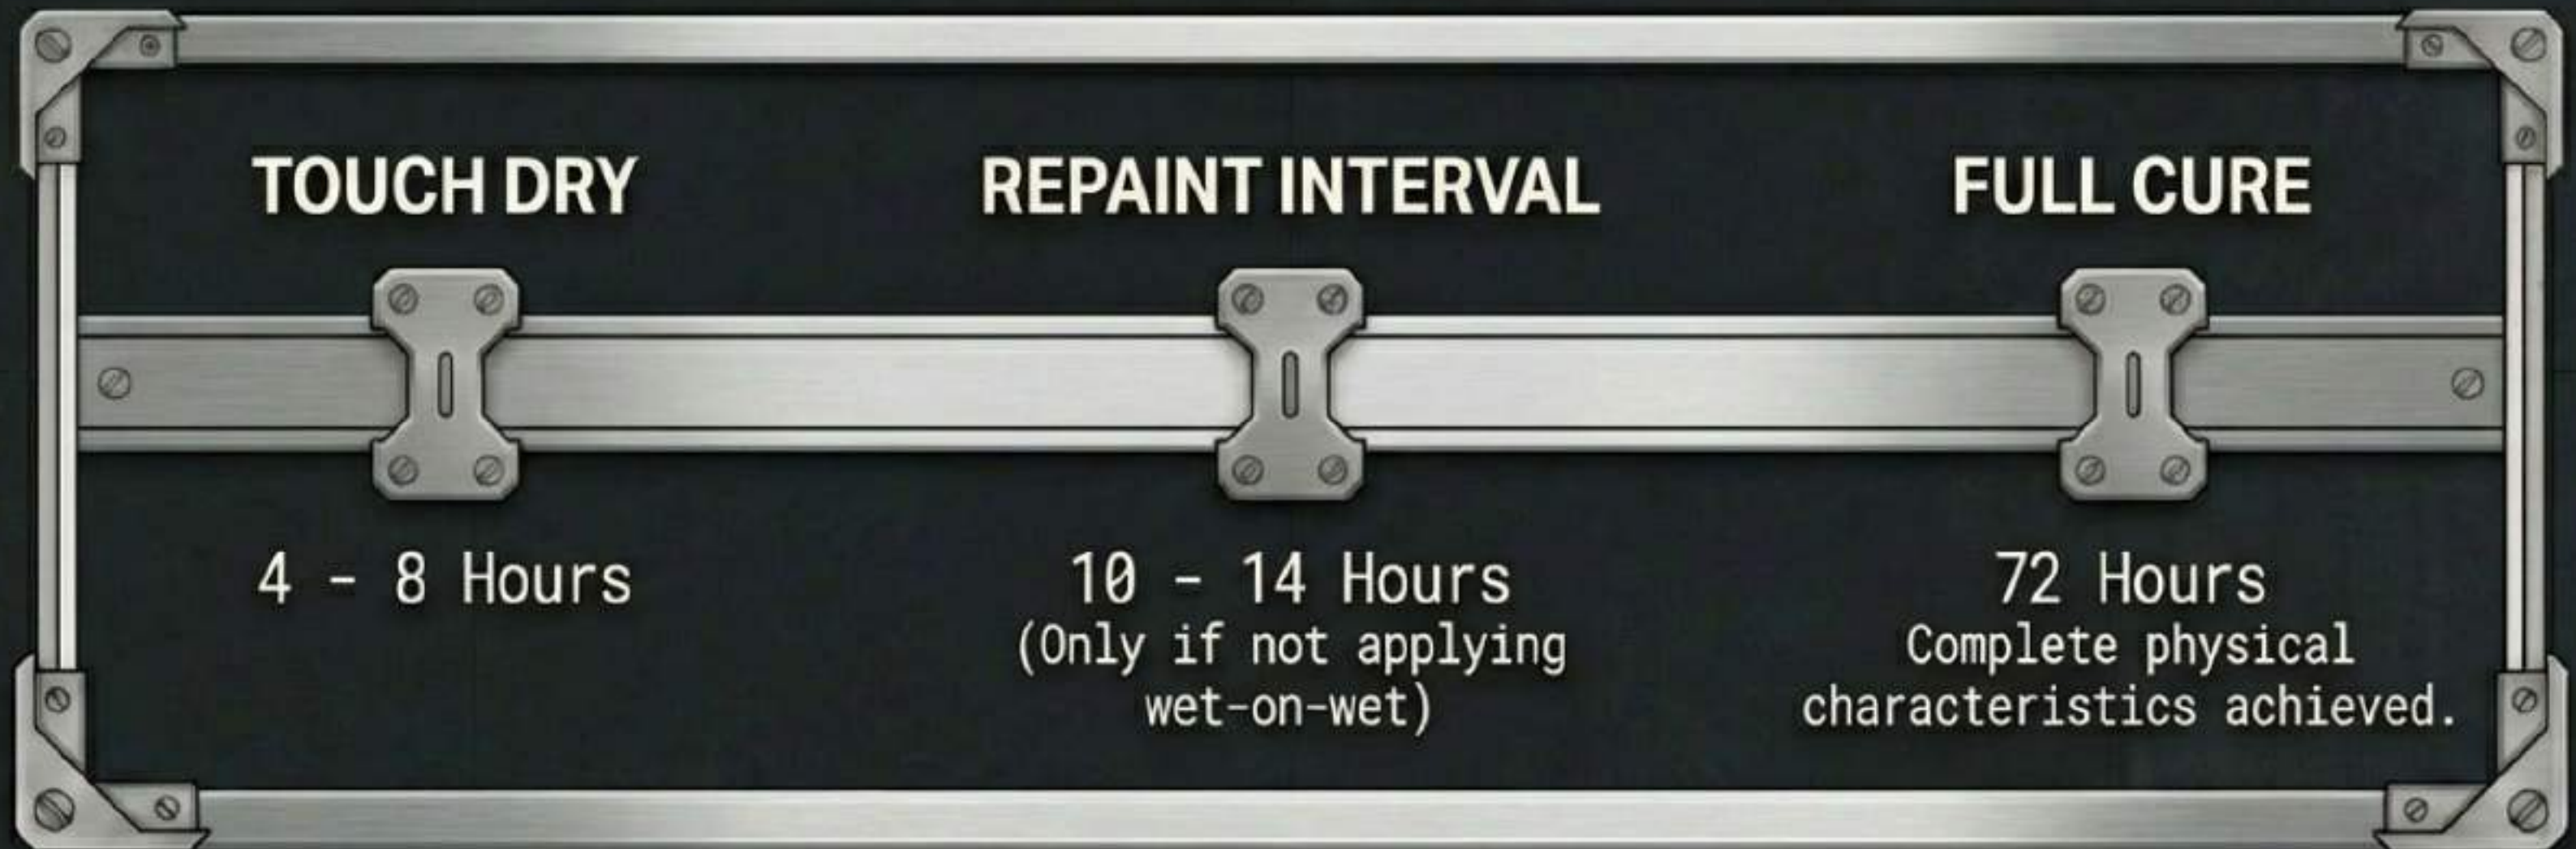 TOUCH DRY
REPAINT INTERVAL
FULL CURE
4 - 8 Hours
10 - 14 Hours
(Only if not applying
wet-on-wet)
72 Hours
Complete physical
characteristics achieved.